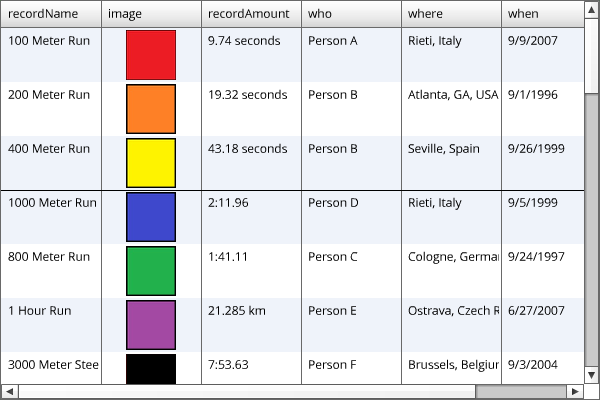 recordName image recordAmount who where when
100 Meter Run 9.74 seconds Person A Rieti, Italy 9/9/2007
200 Meter Run 19.32 seconds Person B Atlanta, GA, USA 9/1/1996
400 Meter Run 43.18 seconds Person B Seville, Spain 9/26/1999
1000 Meter Run 2:11.96 Person D Rieti, Italy 9/5/1999
800 Meter Run 1:41.11 Person C Cologne, Germa 9/24/1997
1 Hour Run 21.285 km Person E Ostrava, Czech R 6/27/2007
3000 Meter Stee 7:53.63 Person F Brussels, Belgiu 9/3/2004